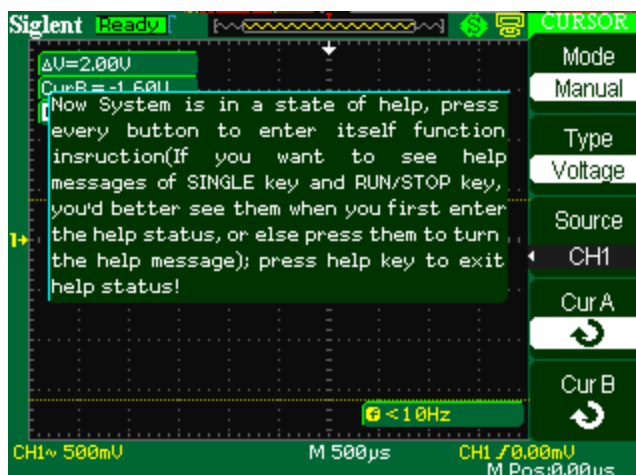 Siglent Ready CURSOR
ΔV=2.00V
CurB=-1.60V
Now System is in a state of help, press
every button to enter itself function
insruction(If you want to see help
messages of SINGLE key and RUN/STOP key,
you'd better see them when you first enter
the help status, or else press them to turn
the help message); press help key to exit
help status!
Mode
Manual
Type
Voltage
Source
CH1
Cur A
Cur B
<10Hz
CH1~ 500mV M 500µs CH1 0.00mV
M Pos:0.00µs